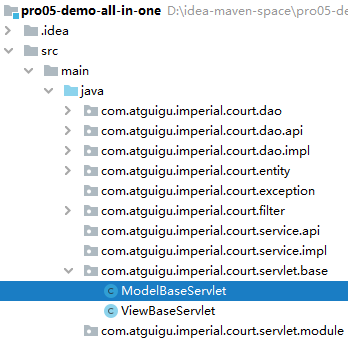 pro05-demo-all-in-one D:\idea-maven-space\pro05-de
.idea
src
main
java
com.atguigu.imperial.court.dao
com.atguigu.imperial.court.dao.api
com.atguigu.imperial.court.dao.impl
com.atguigu.imperial.court.entity
com.atguigu.imperial.court.exception
com.atguigu.imperial.court.filter
com.atguigu.imperial.court.service.api
com.atguigu.imperial.court.service.impl
com.atguigu.imperial.court.servlet.base
C ModelBaseServlet
C ViewBaseServlet
com.atguigu.imperial.court.servlet.module